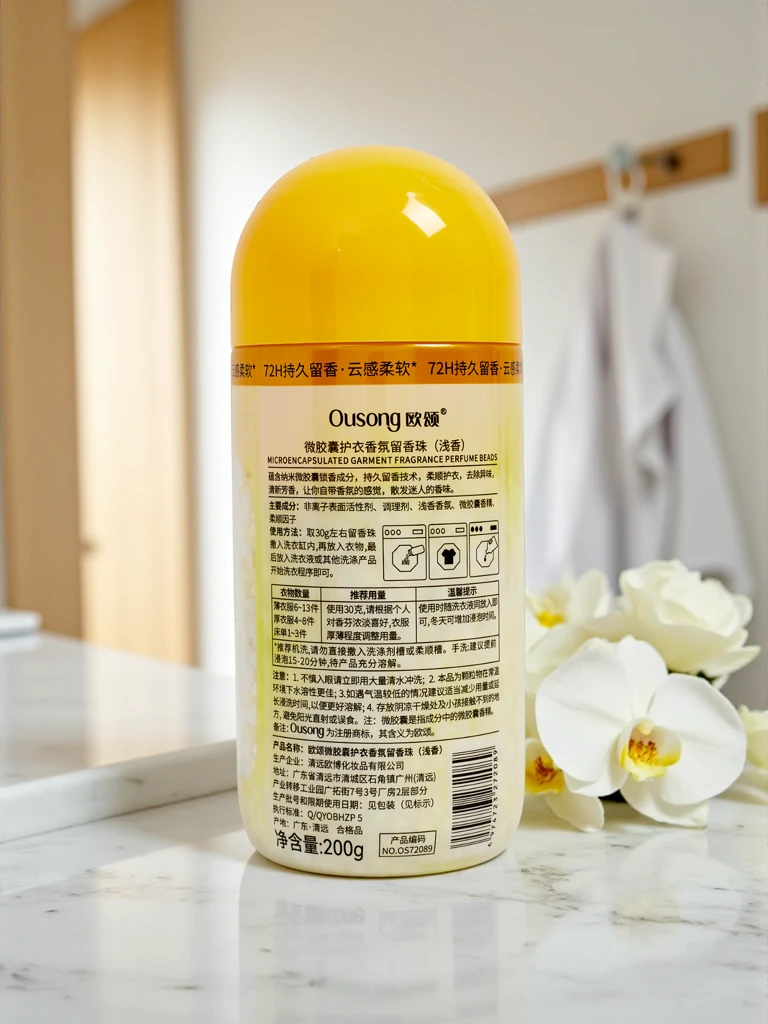 感柔软* 72H持久留香·云感柔软* 72H持久留香·云感
Ousong 欧颂®
微胶囊护衣香氛留香珠（浅香）
MICROENCAPSULATED GARMENT FRAGRANCE PERFUME BEADS
蕴含纳米微胶囊锁香成分，持久留香技术，柔顺护衣，去除异味，
清新芳香，让你自带香氛的感觉，散发迷人的香味。
主要成分：非离子表面活性剂、调理剂、浅香香氛、微胶囊香精、
柔顺因子
使用方法：取30g左右留香珠
撒入洗衣缸内，再放入衣物，最
后放入洗衣液或其他洗涤产品
开始洗衣程序即可。
衣物数量 推荐用量 温馨提示
薄衣服6~13件
厚衣服4~8件
床单1~3件
使用30克，请根据个人
对香芬浓淡喜好，衣服
厚薄程度调整用量。
使用时随洗衣液同放入即
可，冬天可增加浸泡时间。
*推荐机洗，请勿直接撒入洗涤剂槽或柔顺槽。手洗：建议提前
浸泡15-20分钟，待产品充分溶解。
注意：1. 不慎入眼请立即用大量清水冲洗；2. 本品为颗粒物在常温
环境下水溶性更佳；3.如遇气温较低的情况建议适当减少用量或延
长浸洗时间，以便更好溶解；4. 存放阴凉干燥处及小孩接触不到的地
方，避免阳光直射或误食。注：微胶囊是指成分中的微胶囊香精。
备注：Ousong为注册商标，其含义为欧颂。
产品名称：欧颂微胶囊护衣香氛留香珠（浅香）
生产企业：清远欧博化妆品有限公司
地址：广东省清远市清城区石角镇广州(清远)
产业转移工业园广拓街7号3号厂房2层部分
生产批号和限期使用日期：见包装（见标示）
执行标准：Q/QYOBHZP 5
产地：广东·清远 合格品
净含量:200g
产品编码
NO.OS72089